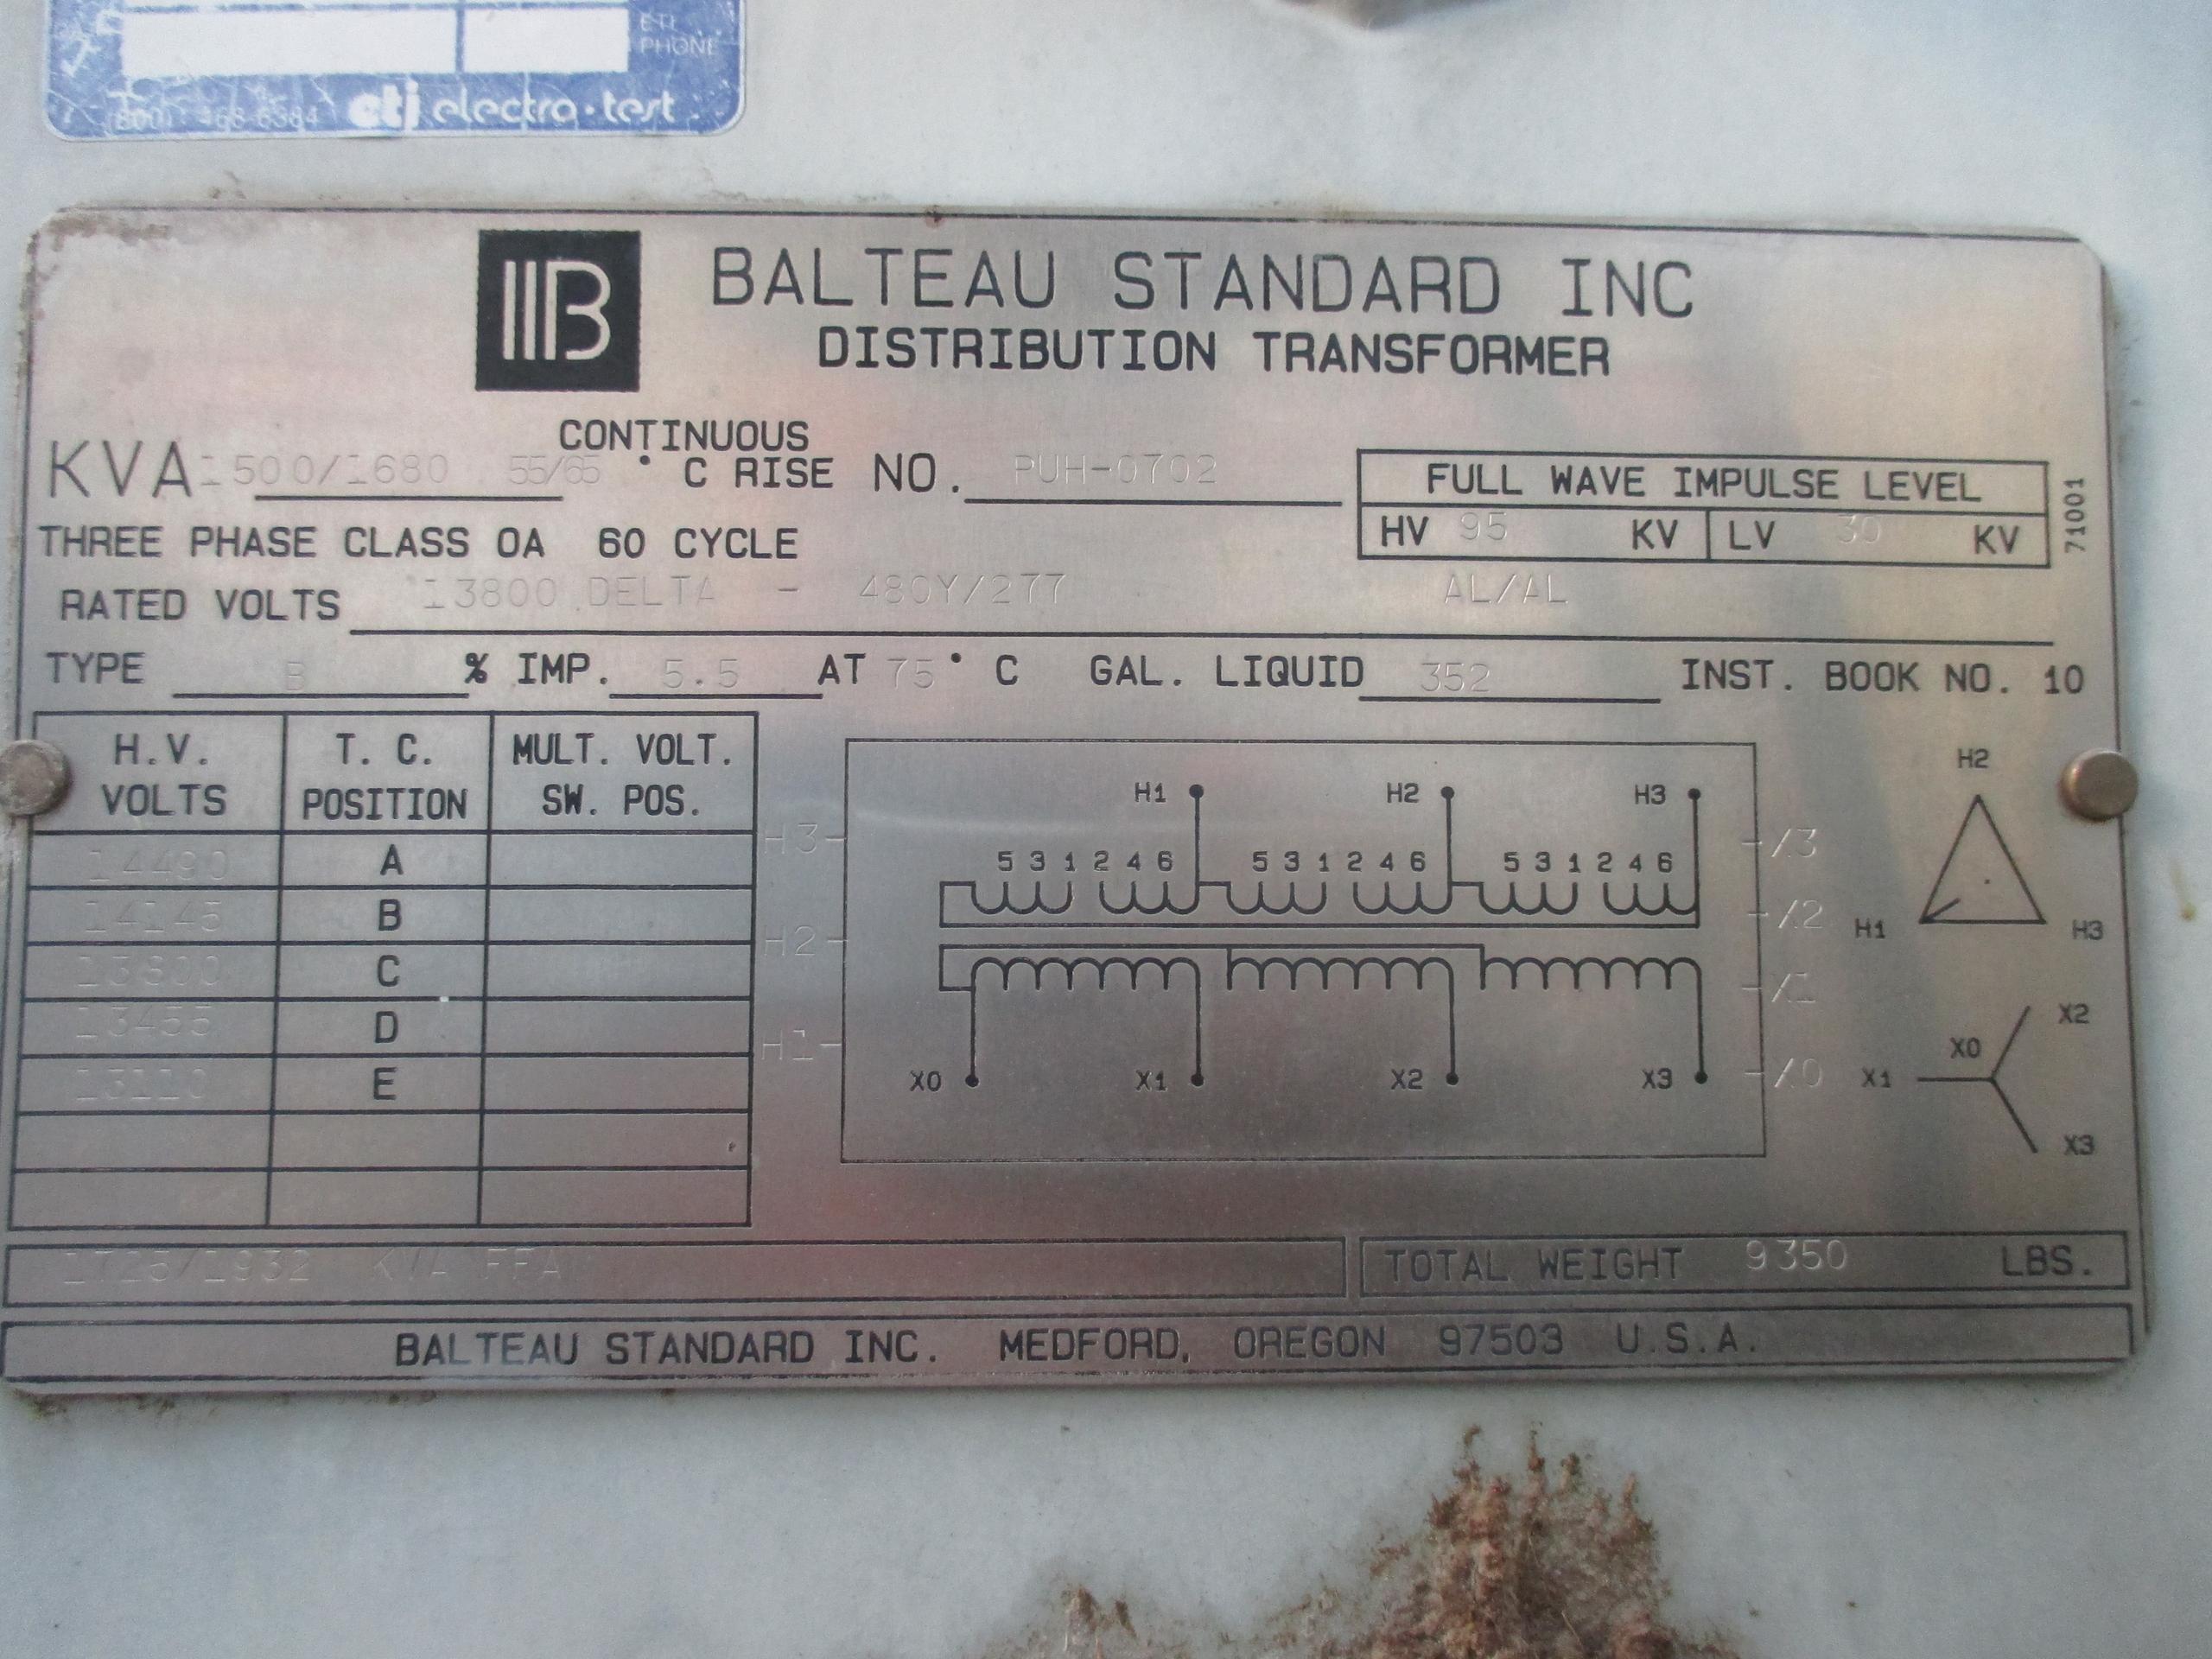 ETI
PHONE
(800) 468-6384 eti electro·test
B
BALTEAU STANDARD INC
DISTRIBUTION TRANSFORMER
CONTINUOUS
KVA 1500/1680 55/65 ° C RISE NO. PUH-0702
FULL WAVE IMPULSE LEVEL
HV 95 KV LV 30 KV
71001
THREE PHASE CLASS OA 60 CYCLE
RATED VOLTS 13800 DELTA - 480Y/277 AL/AL
TYPE B % IMP. 5.5 AT 75° C GAL. LIQUID 352 INST. BOOK NO. 10
H.V. VOLTS T. C. POSITION MULT. VOLT. SW. POS.
14490 A
14145 B
13800 C
13455 D
13110 E
H3-
H2-
H1-
H1 H2 H3
5 3 1 2 4 6 5 3 1 2 4 6 5 3 1 2 4 6
X0 X1 X2 X3
-X3
-X2
-X1
-X0
H2
H1 H3
X2
X0
X1
X3
1725/1932 KVA FFA
TOTAL WEIGHT 9350 LBS.
BALTEAU STANDARD INC. MEDFORD, OREGON 97503 U.S.A.